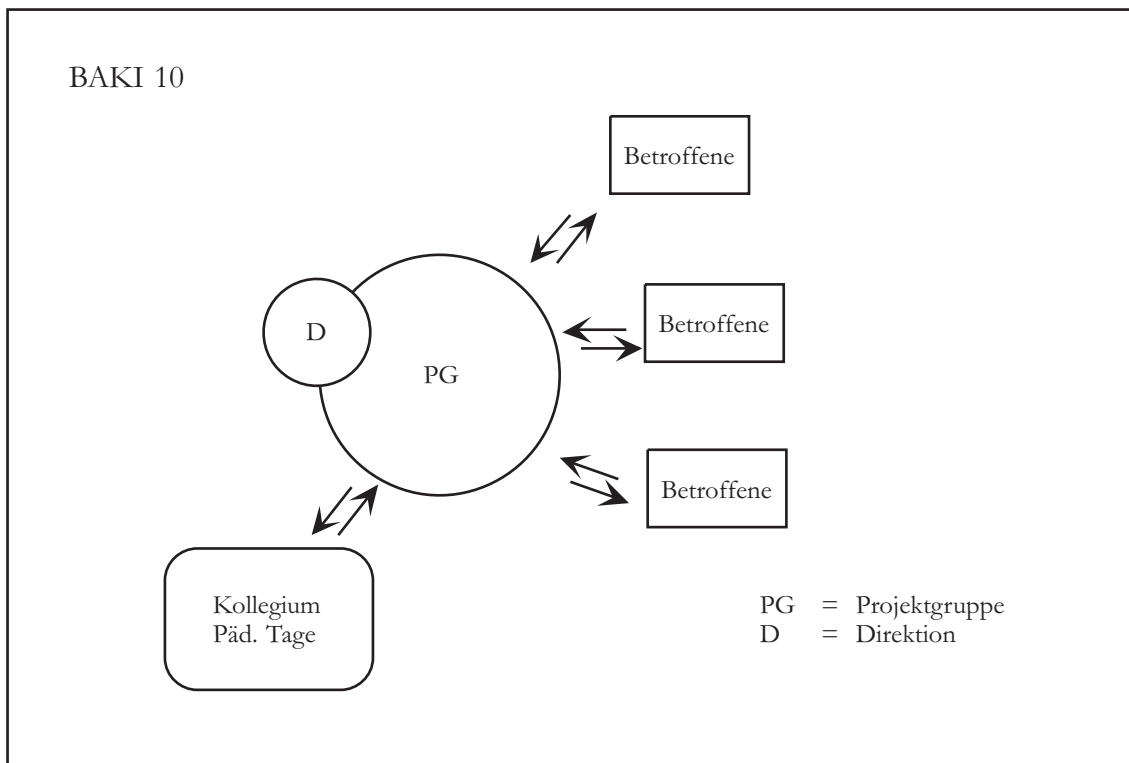 BAKI 10
Betroffene
D
PG
Betroffene
Betroffene
Kollegium
Päd. Tage
PG = Projektgruppe
D = Direktion